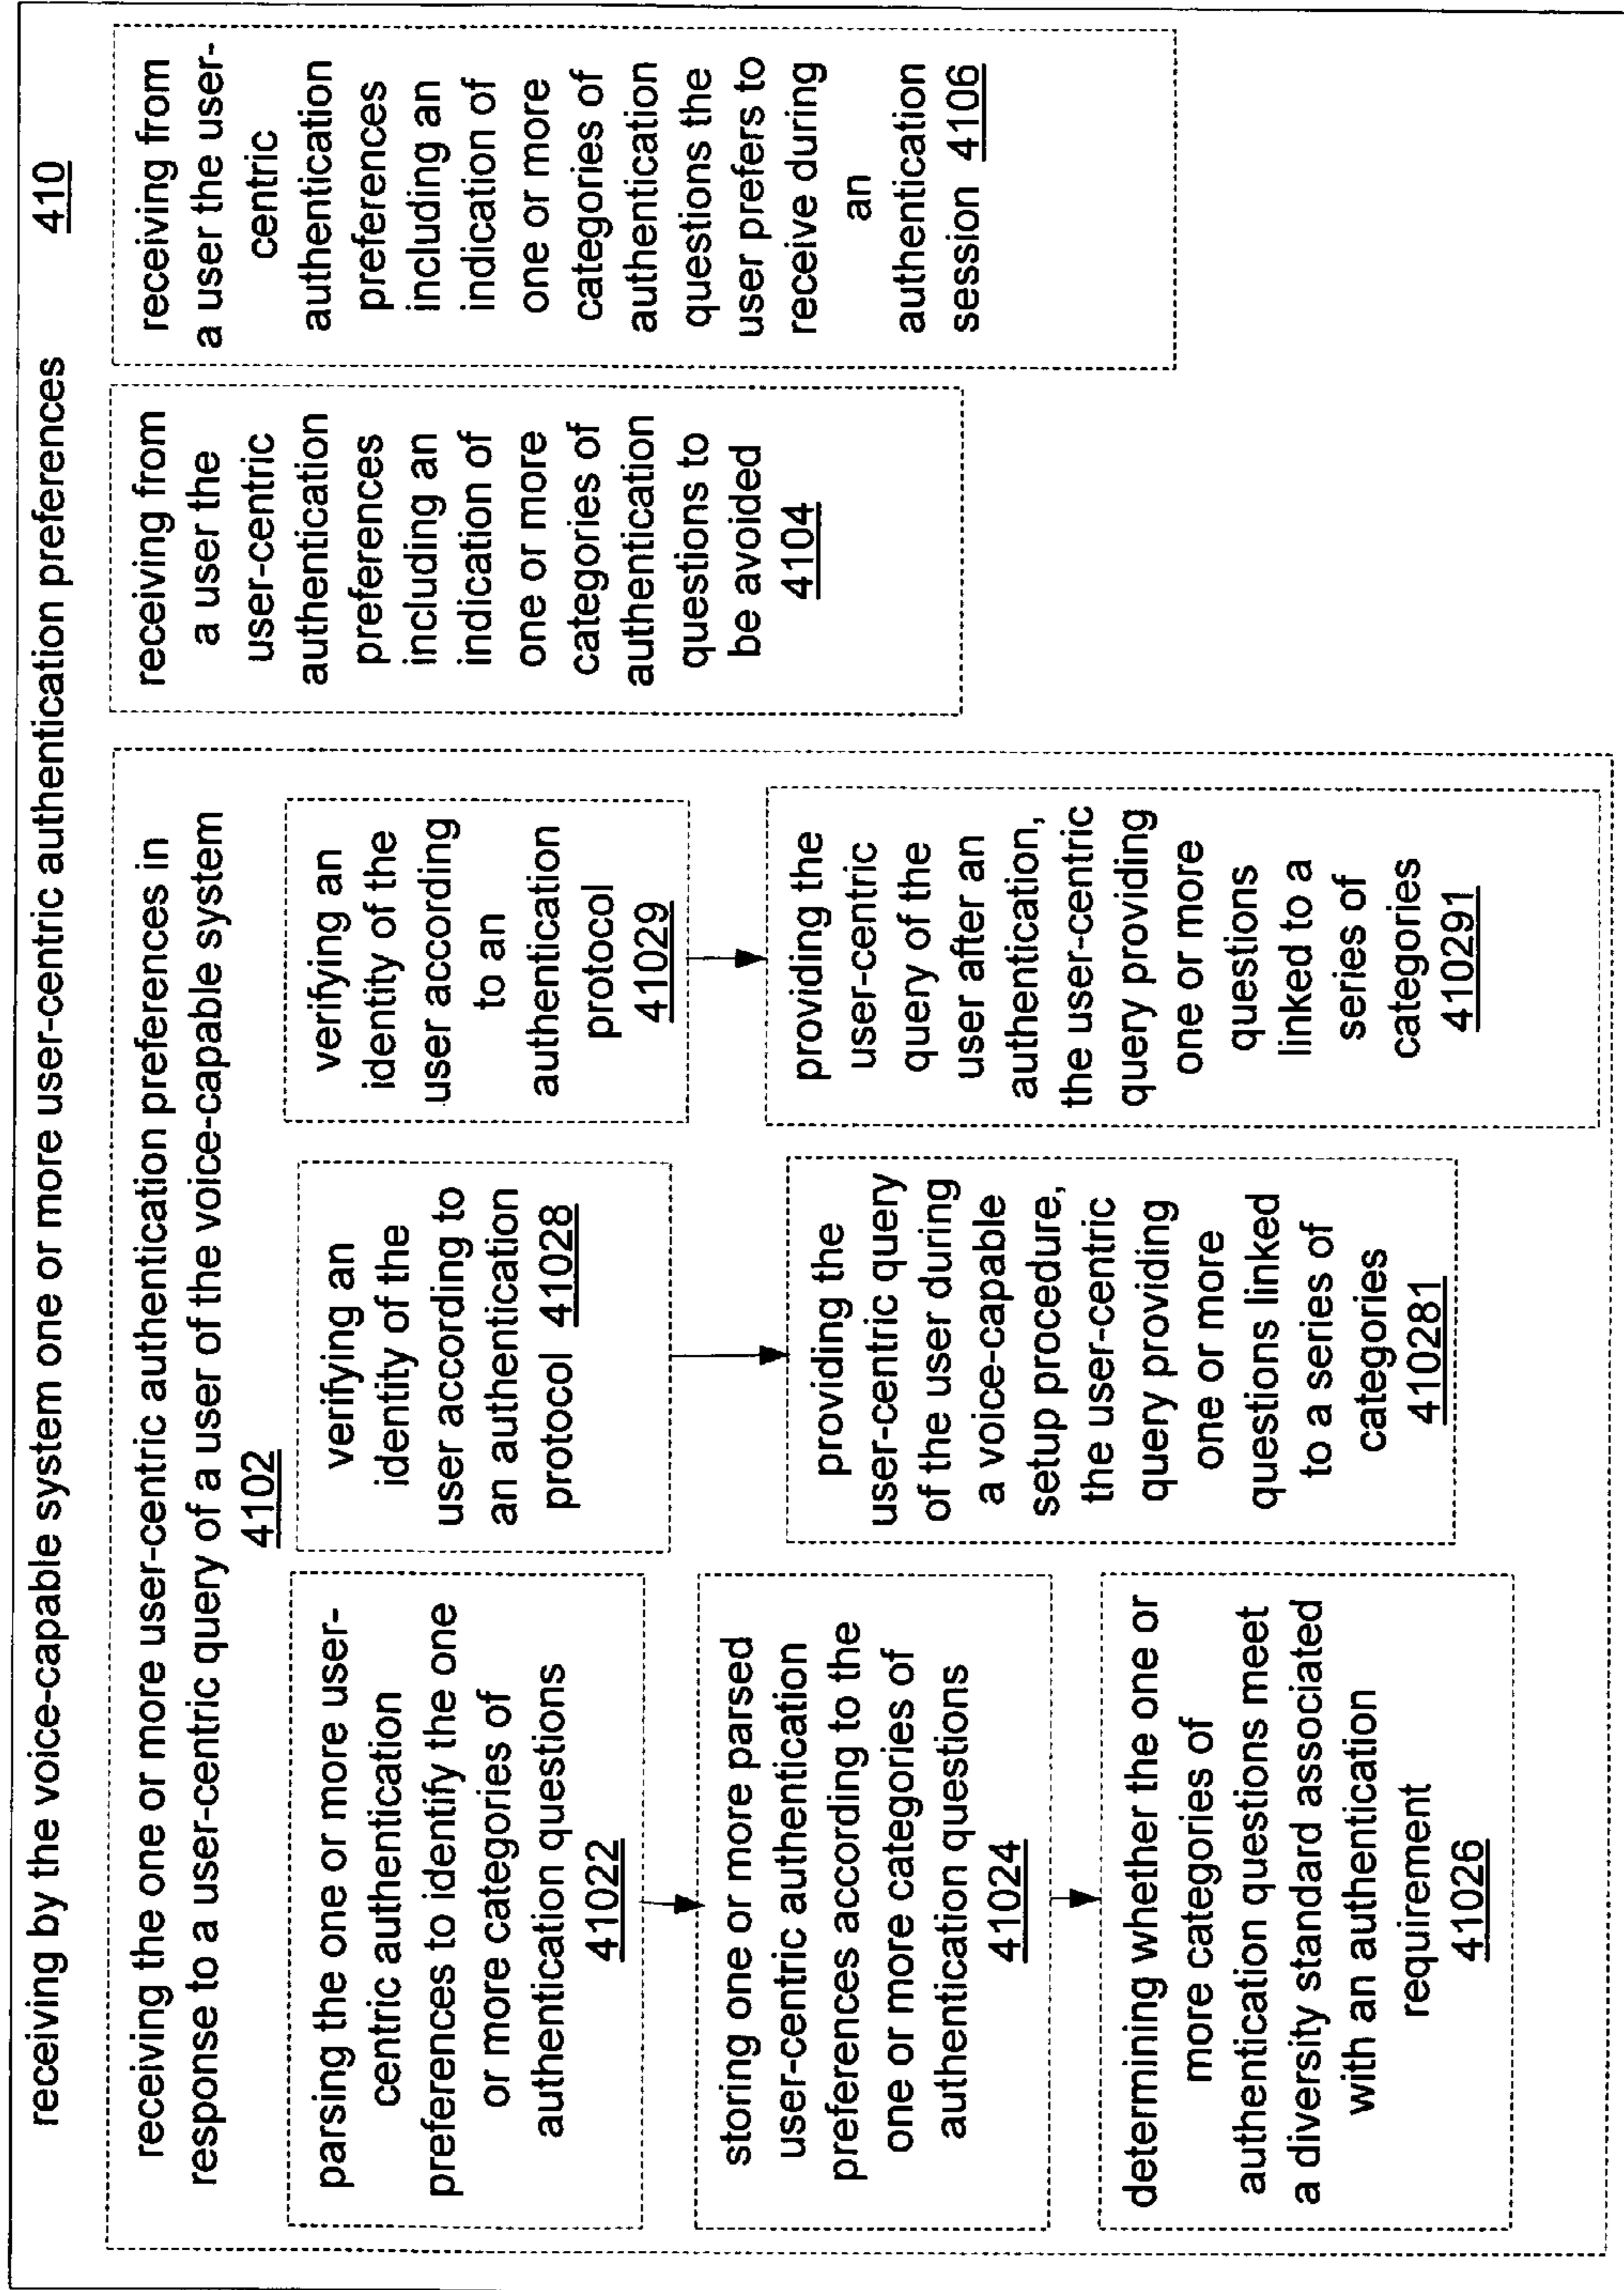 receiving by the voice-capable system one or more user-centric authentication preferences 410
receiving the one or more user-centric authentication preferences in
response to a user-centric query of a user of the voice-capable system
4102
parsing the one or more user-
centric authentication
preferences to identify the one
or more categories of
authentication questions
41022
storing one or more parsed
user-centric authentication
preferences according to the
one or more categories of
authentication questions
41024
determining whether the one or
more categories of
authentication questions meet
a diversity standard associated
with an authentication
requirement
41026
verifying an
identity of the
user according to
an authentication
protocol 41028
providing the
user-centric query
of the user during
a voice-capable
setup procedure,
the user-centric
query providing
one or more
questions linked
to a series of
categories
410281
verifying an
identity of the
user according
to an
authentication
protocol
41029
providing the
user-centric
query of the
user after an
authentication,
the user-centric
query providing
one or more
questions
linked to a
series of
categories
410291
receiving from
a user the
user-centric
authentication
preferences
including an
indication of
one or more
categories of
authentication
questions to
be avoided
4104
receiving from
a user the user-
centric
authentication
preferences
including an
indication of
one or more
categories of
authentication
questions the
user prefers to
receive during
an
authentication
session 4106